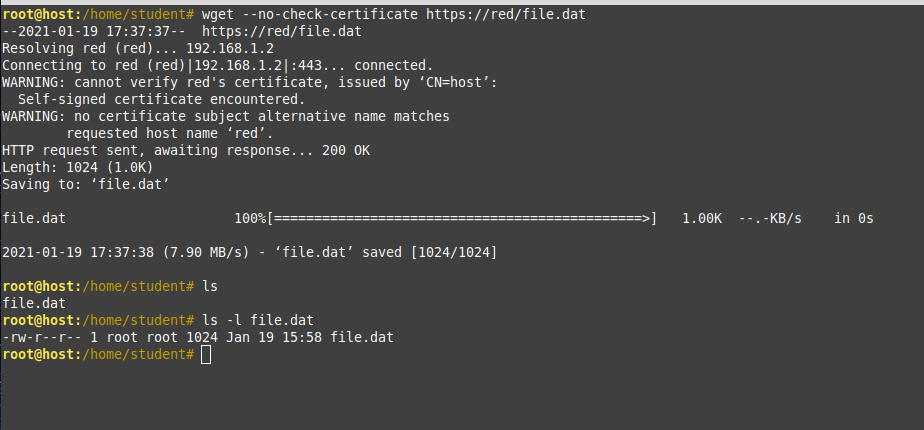 root@host:/home/student# wget --no-check-certificate https://red/file.dat
--2021-01-19 17:37:37--  https://red/file.dat
Resolving red (red)... 192.168.1.2
Connecting to red (red)|192.168.1.2|:443... connected.
WARNING: cannot verify red's certificate, issued by ‘CN=host’:
  Self-signed certificate encountered.
WARNING: no certificate subject alternative name matches
        requested host name ‘red’.
HTTP request sent, awaiting response... 200 OK
Length: 1024 (1.0K)
Saving to: ‘file.dat’
file.dat                     100%[==============================================>]   1.00K  --.-KB/s    in 0s
2021-01-19 17:37:38 (7.90 MB/s) - ‘file.dat’ saved [1024/1024]
root@host:/home/student# ls
file.dat
root@host:/home/student# ls -l file.dat
-rw-r--r-- 1 root root 1024 Jan 19 15:58 file.dat
root@host:/home/student#